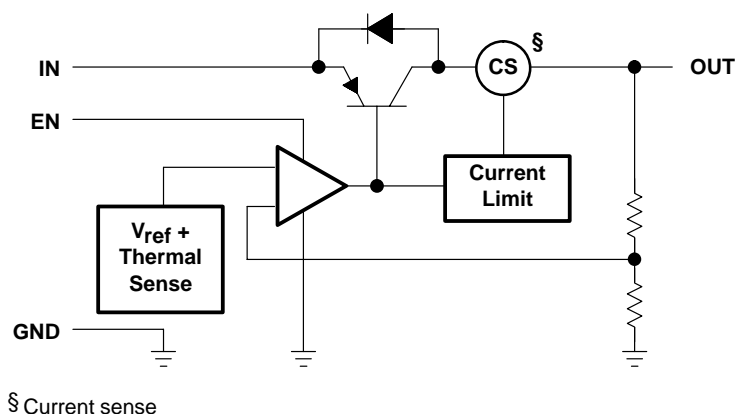 §
IN
CS
OUT
EN
Current
Limit
Vref +
Thermal
Sense
GND
§ Current sense